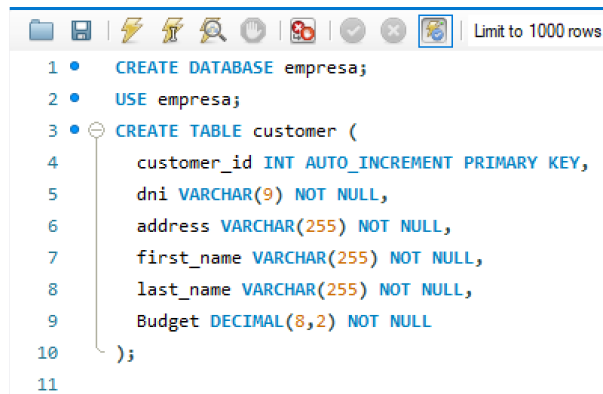 Limit to 1000 rows
1 CREATE DATABASE empresa;
2 USE empresa;
3 CREATE TABLE customer (
4 customer_id INT AUTO_INCREMENT PRIMARY KEY,
5 dni VARCHAR(9) NOT NULL,
6 address VARCHAR(255) NOT NULL,
7 first_name VARCHAR(255) NOT NULL,
8 last_name VARCHAR(255) NOT NULL,
9 Budget DECIMAL(8,2) NOT NULL
10 );
11